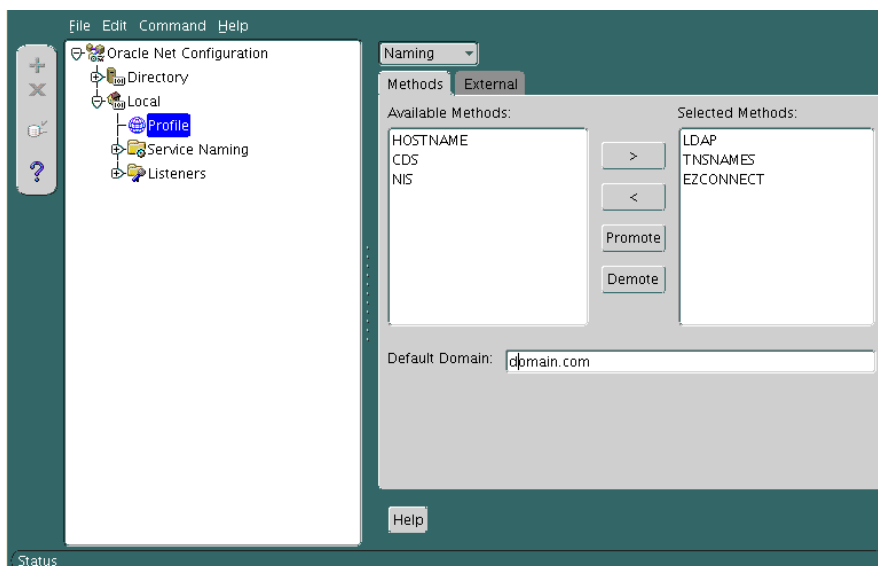 File Edit Command Help
Oracle Net Configuration
Directory
Local
Profile
Service Naming
Listeners
Naming
Methods External
Available Methods:
HOSTNAME
CDS
NIS
>
<
Promote
Demote
Selected Methods:
LDAP
TNSNAMES
EZCONNECT
Default Domain: domain.com
Help
Status